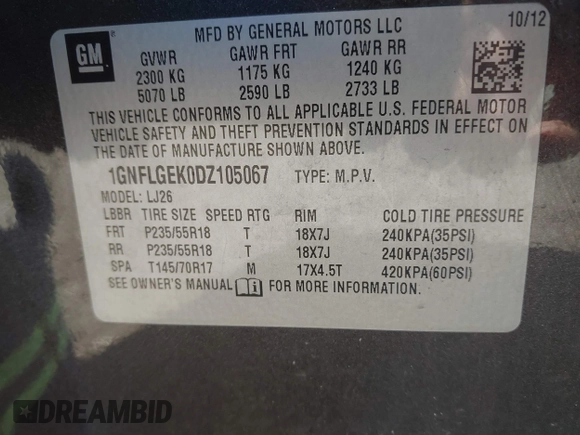 GM
MFD BY GENERAL MOTORS LLC 10/12
GVWR GAWR FRT GAWR RR
2300 KG 1175 KG 1240 KG
5070 LB 2590 LB 2733 LB
THIS VEHICLE CONFORMS TO ALL APPLICABLE U.S. FEDERAL MOTOR
VEHICLE SAFETY AND THEFT PREVENTION STANDARDS IN EFFECT ON
THE DATE OF MANUFACTURE SHOWN ABOVE.
1GNFLGEK0DZ105067 TYPE: M.P.V.
MODEL: LJ26
LBBR TIRE SIZE SPEED RTG RIM COLD TIRE PRESSURE
FRT P235/55R18 T 18X7J 240KPA(35PSI)
RR P235/55R18 T 18X7J 240KPA(35PSI)
SPA T145/70R17 M 17X4.5T 420KPA(60PSI)
SEE OWNER'S MANUAL i FOR MORE INFORMATION.
DREAMBID